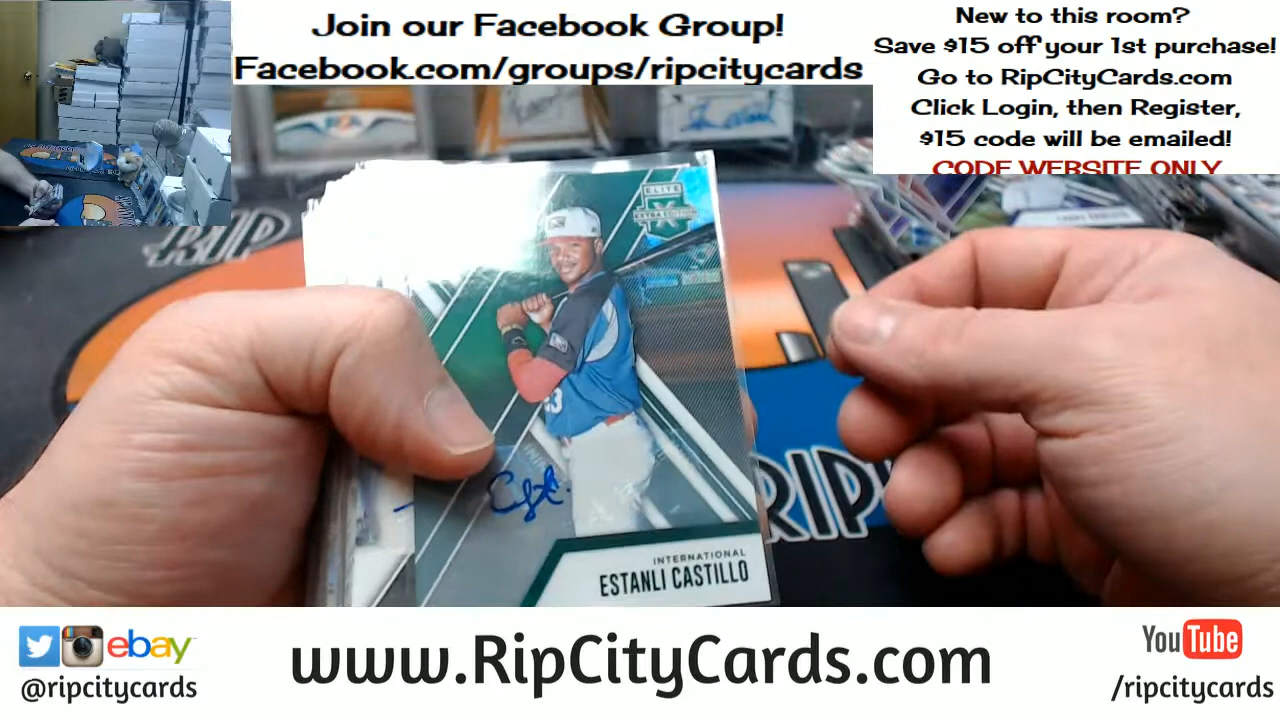 Join our Facebook Group!
Facebook.com/groups/ripcitycards
New to this room?
Save $15 off your 1st purchase!
Go to RipCityCards.com
Click Login, then Register,
$15 code will be emailed!
CODE WEBSITE ONLY
RIP
ELITE
EXTRA EDITION
INTERNATIONAL
ESTANLI CASTILLO
RIP
ebay
@ripcitycards
www.RipCityCards.com
YouTube
/ripcitycards